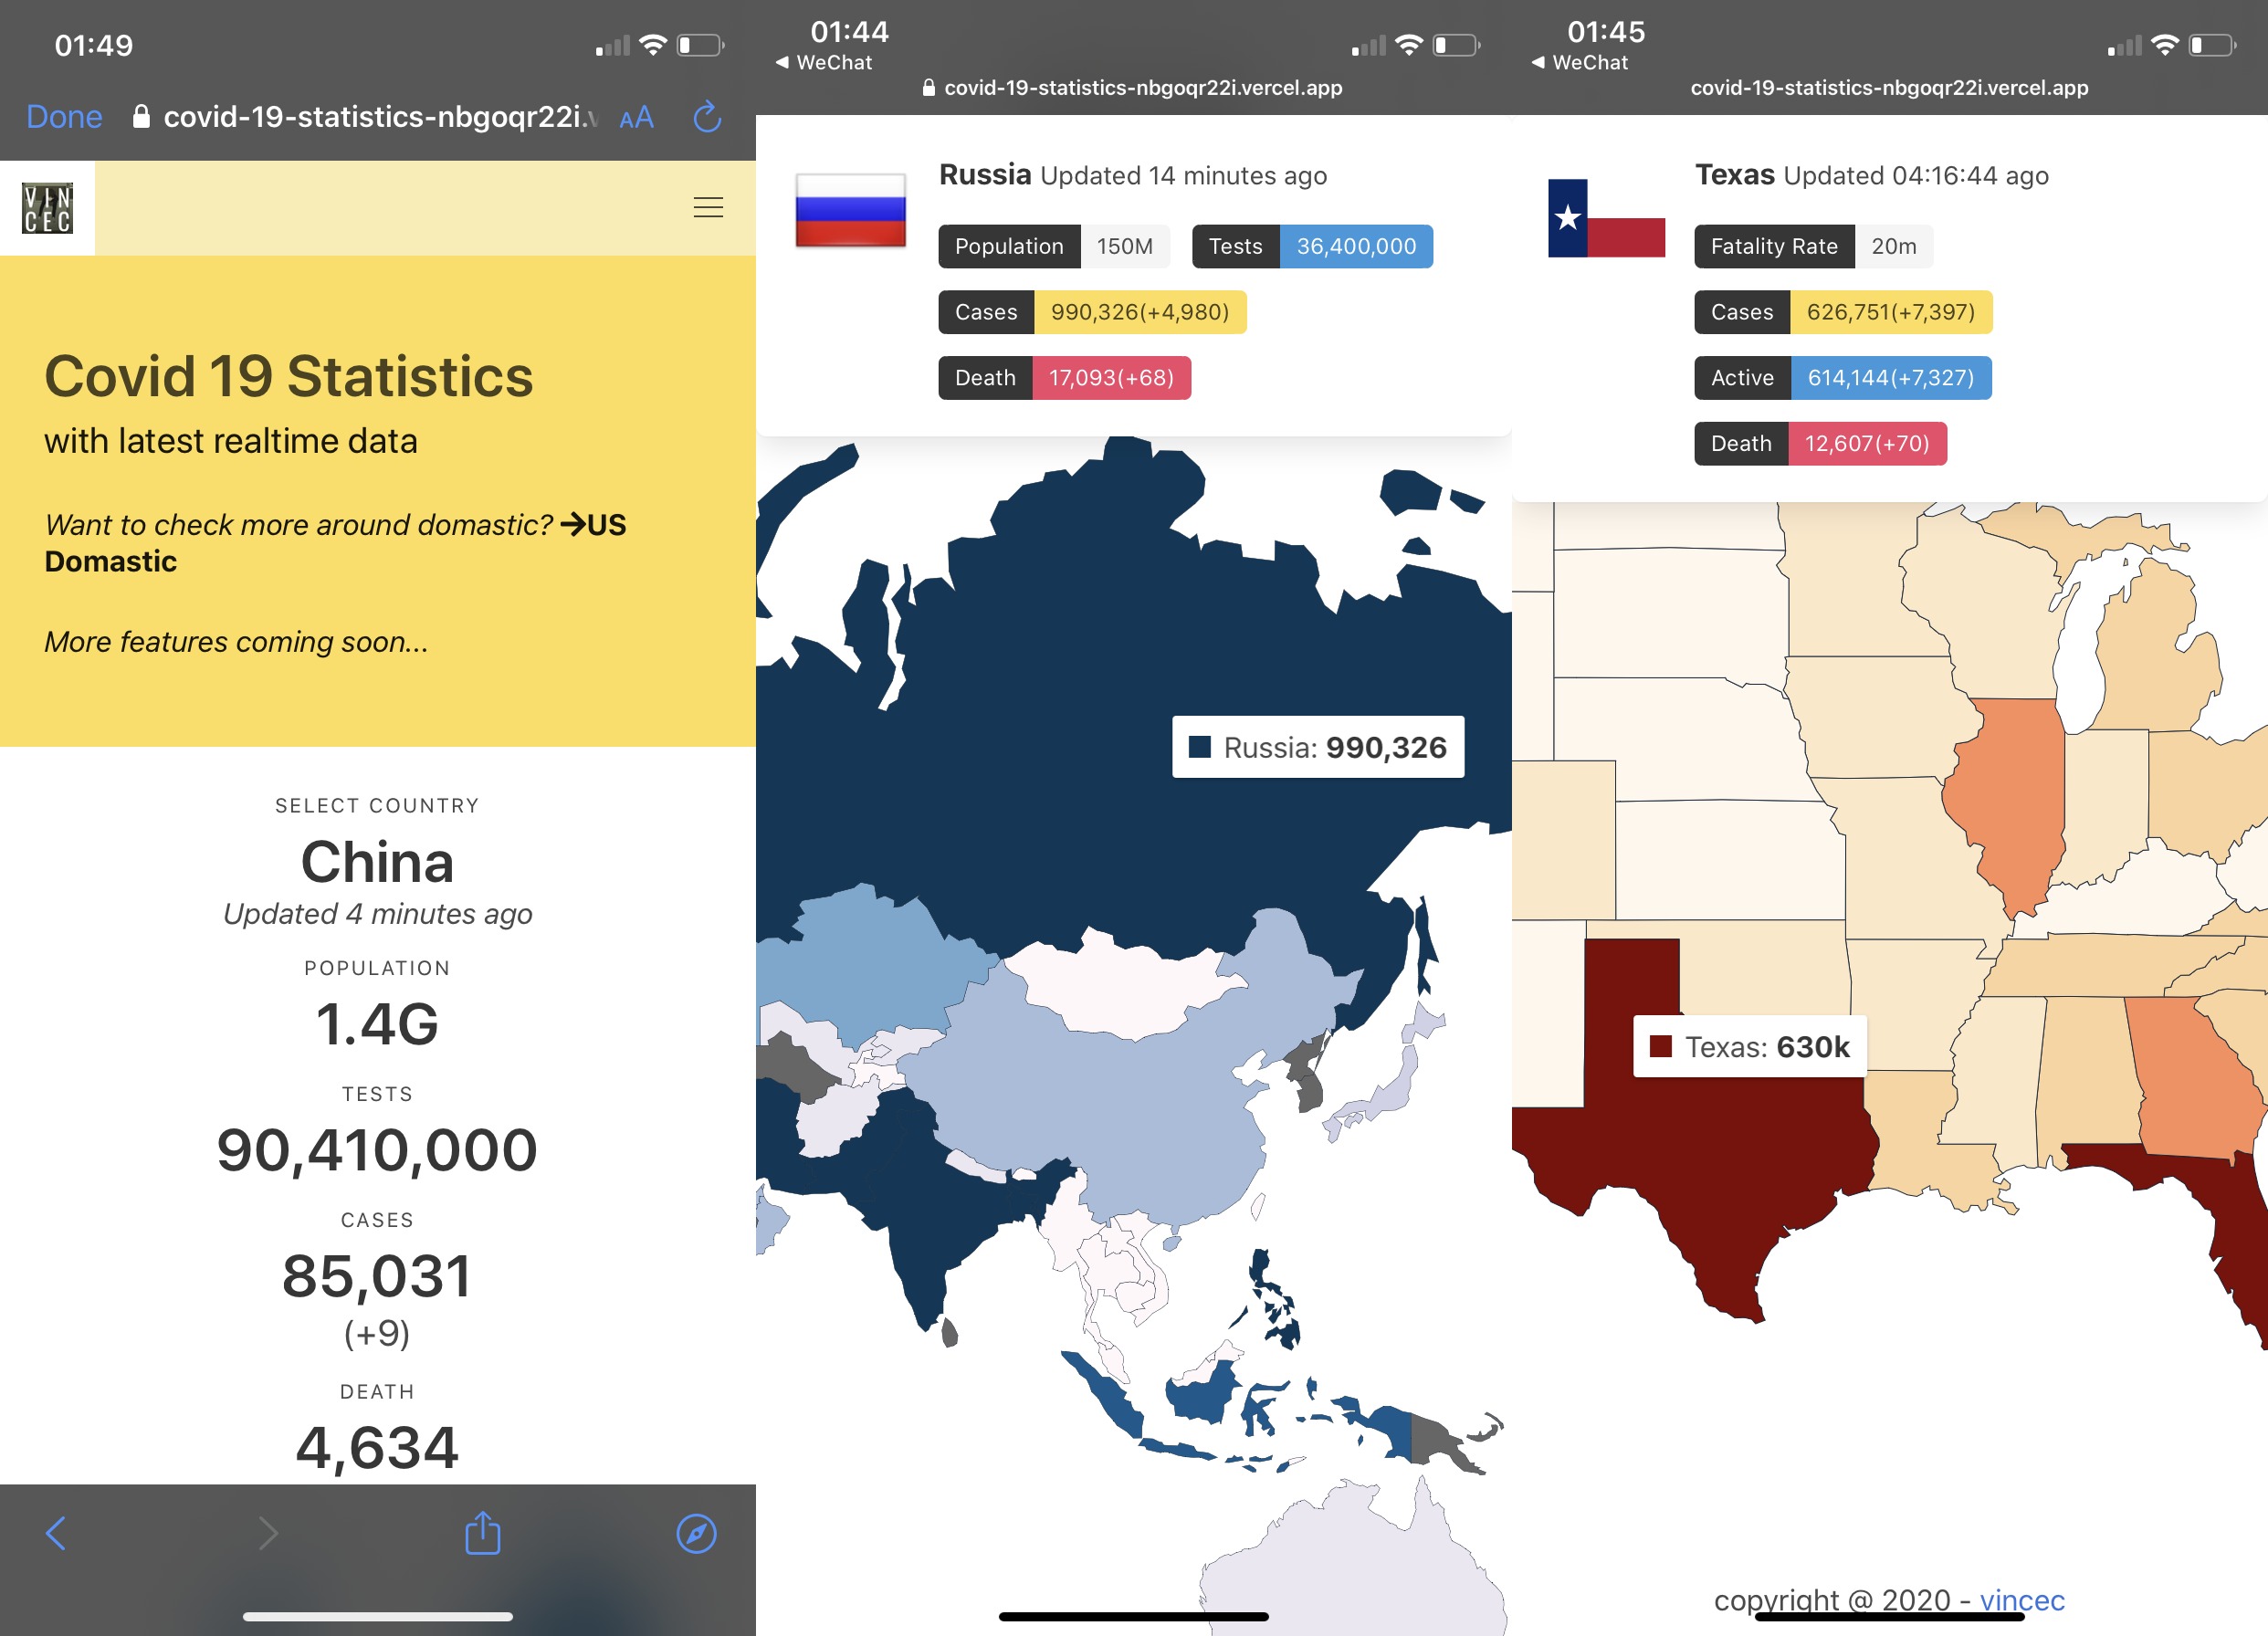 01:49
Done covid-19-statistics-nbgoqr22i. AA
VIN
CEC
Covid 19 Statistics
with latest realtime data
Want to check more around domastic? →US
Domastic
More features coming soon...
SELECT COUNTRY
China
Updated 4 minutes ago
POPULATION
1.4G
TESTS
90,410,000
CASES
85,031
(+9)
DEATH
4,634
01:44
◀ WeChat
covid-19-statistics-nbgoqr22i.vercel.app
Russia Updated 14 minutes ago
Population 150M Tests 36,400,000
Cases 990,326(+4,980)
Death 17,093(+68)
Russia: 990,326
01:45
◀ WeChat
covid-19-statistics-nbgoqr22i.vercel.app
Texas Updated 04:16:44 ago
Fatality Rate 20m
Cases 626,751(+7,397)
Active 614,144(+7,327)
Death 12,607(+70)
Texas: 630k
copyright @ 2020 - vincec